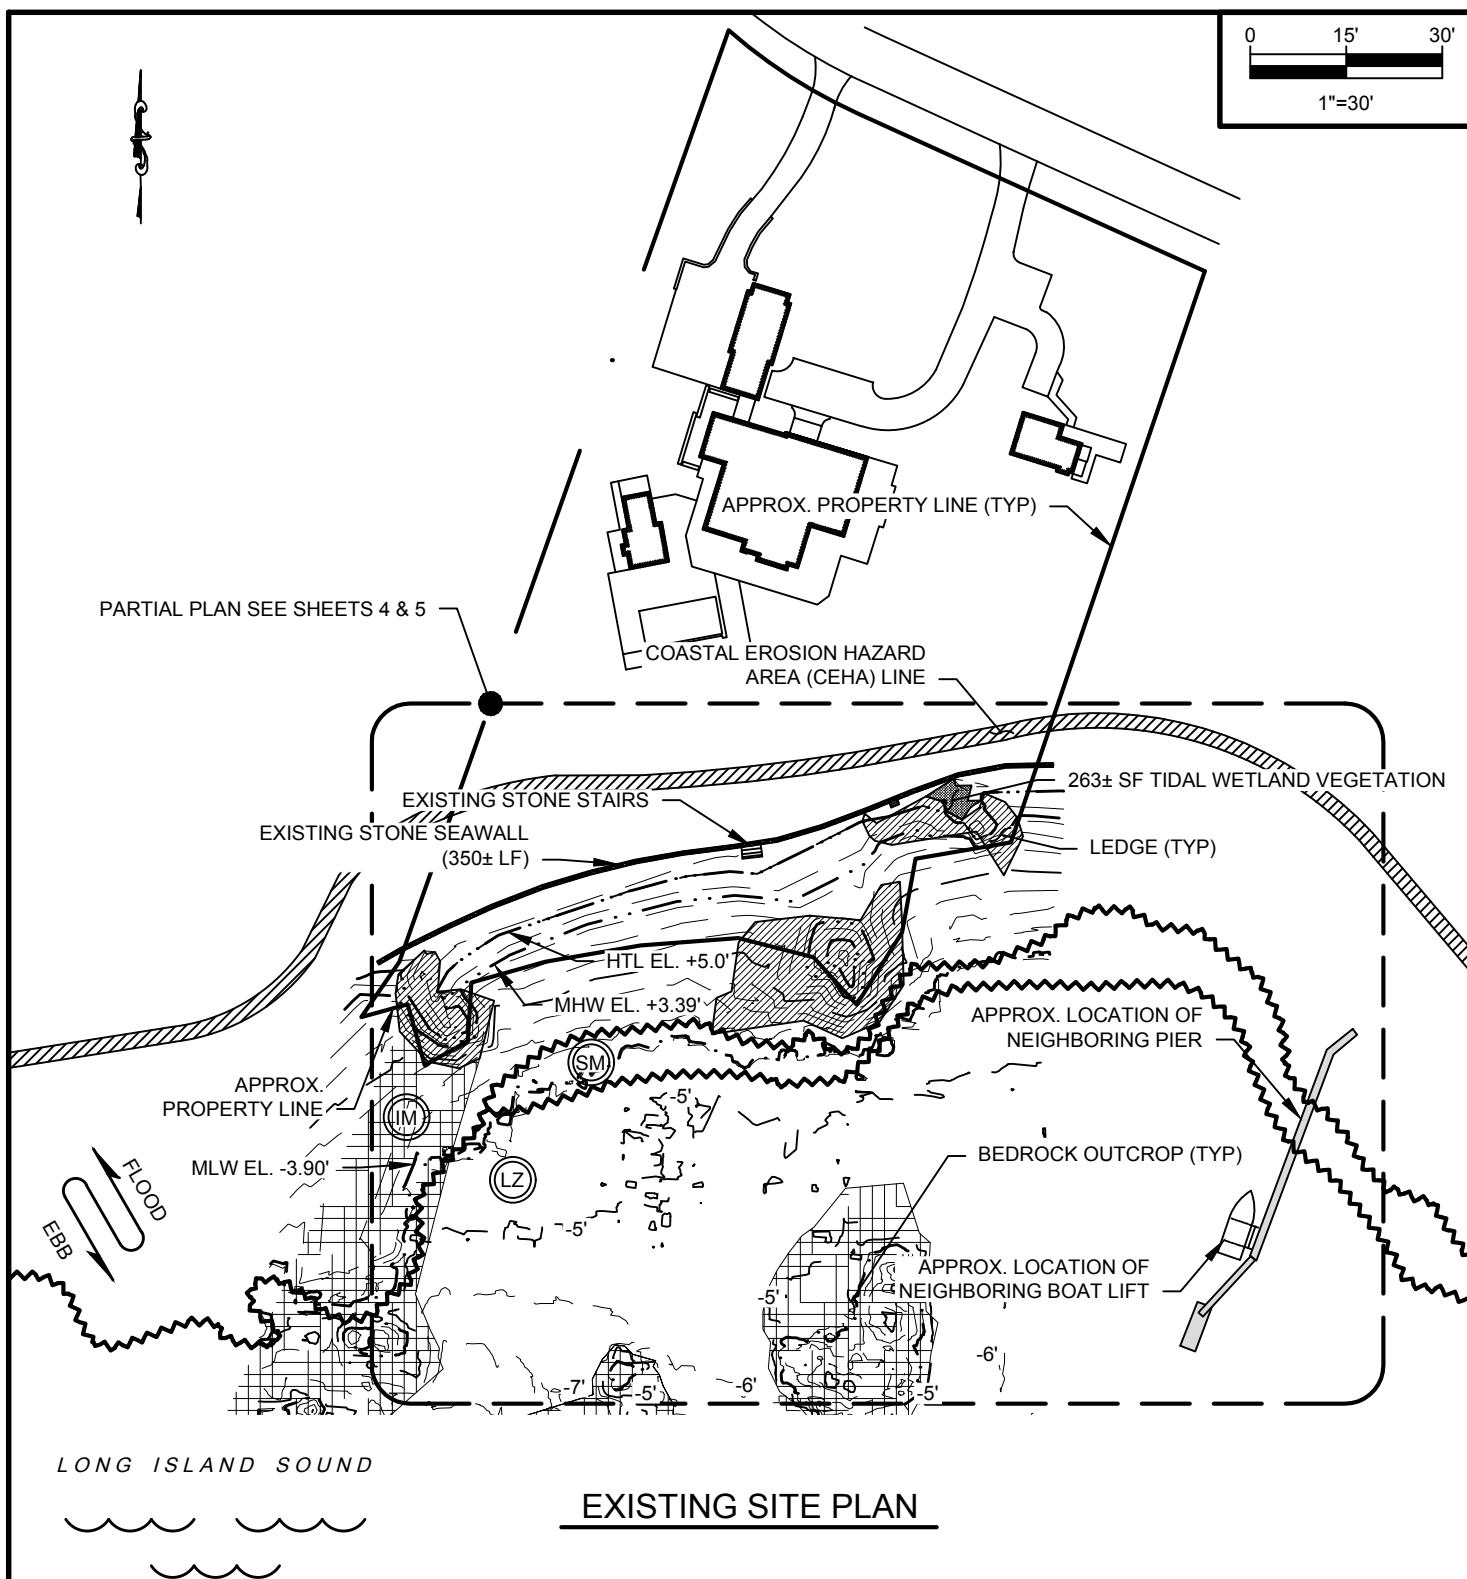 0 15' 30'
1"=30'
APPROX. PROPERTY LINE (TYP)
PARTIAL PLAN SEE SHEETS 4 & 5
COASTAL EROSION HAZARD
AREA (CEHA) LINE
263± SF TIDAL WETLAND VEGETATION
EXISTING STONE STAIRS
EXISTING STONE SEAWALL
(350± LF)
LEDGE (TYP)
HTL EL. +5.0'
MHW EL. +3.39'
APPROX. LOCATION OF
NEIGHBORING PIER
SM
APPROX.
PROPERTY LINE
-5'
IM
BEDROCK OUTCROP (TYP)
MLW EL. -3.90'
LZ
FLOOD
EBB
-5'
APPROX. LOCATION OF
NEIGHBORING BOAT LIFT
-5'
-6'
-7'
-5'
-6'
-5'
LONG ISLAND SOUND
EXISTING SITE PLAN